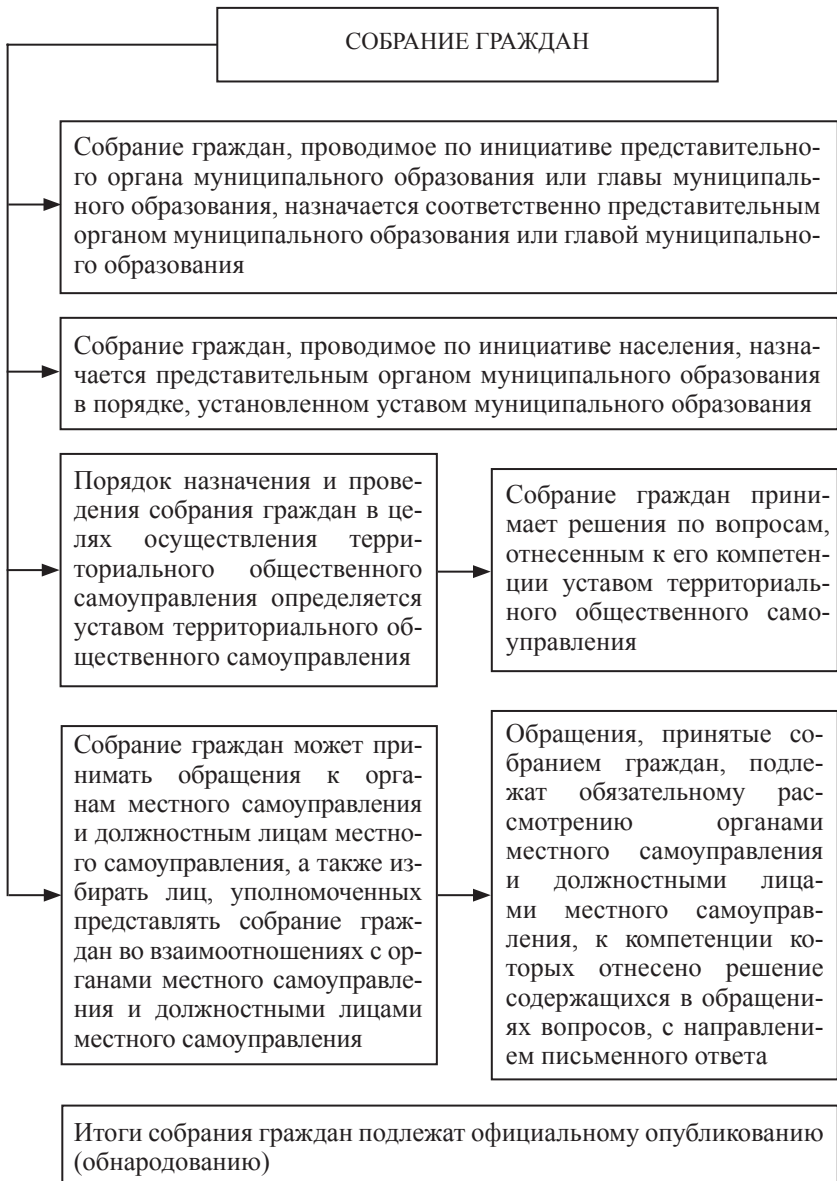 СОБРАНИЕ ГРАЖДАН
Собрание граждан, проводимое по инициативе представительно-
го органа муниципального образования или главы муниципаль-
ного образования, назначается соответственно представительным
органом муниципального образования или главой муниципально-
го образования
Собрание граждан, проводимое по инициативе населения, назна-
чается представительным органом муниципального образования
в порядке, установленном уставом муниципального образования
Порядок назначения и прове-
дения собрания граждан в це-
лях осуществления терри-
ториального общественного
самоуправления определяется
уставом территориального об-
щественного самоуправления
Собрание граждан прини-
мает решения по вопросам,
отнесенным к его компетен-
ции уставом территориаль-
ного общественного само-
управления
Собрание граждан может при-
нимать обращения к орга-
нам местного самоуправления
и должностным лицам местно-
го самоуправления, а также из-
бирать лиц, уполномоченных
представлять собрание граж-
дан во взаимоотношениях с ор-
ганами местного самоуправле-
ния и должностными лицами
местного самоуправления
Обращения, принятые со-
бранием граждан, подле-
жат обязательному рас-
смотрению органами
местного самоуправления
и должностными лица-
ми местного самоуправ-
ления, к компетенции ко-
торых отнесено решение
содержащихся в обращени-
ях вопросов, с направлени-
ем письменного ответа
Итоги собрания граждан подлежат официальному опубликованию
(обнародованию)